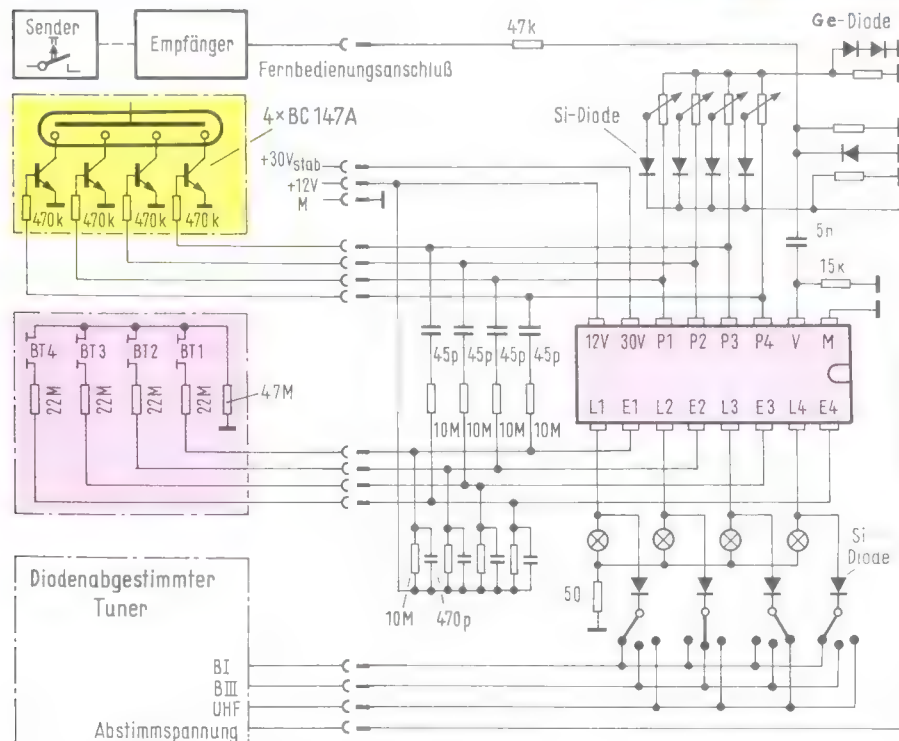 Sender
Empfänger
Fernbedienungsanschluß
47k
Ge-Diode
Si-Diode
4×BC 147A
+30V stab
+12V
M
470k 470k 470k 470k
5n
15k
BT4 BT3 BT2 BT1
22M 22M 22M 22M
47M
45p 45p 45p 45p
10M 10M 10M 10M
12V 30V P1 P2 P3 P4 V M
L1 E1 L2 E2 L3 E3 L4 E4
Si
Diode
50
10M 470p
Diodenabgestimmter
Tuner
BI
BIII
UHF
Abstimmspannung